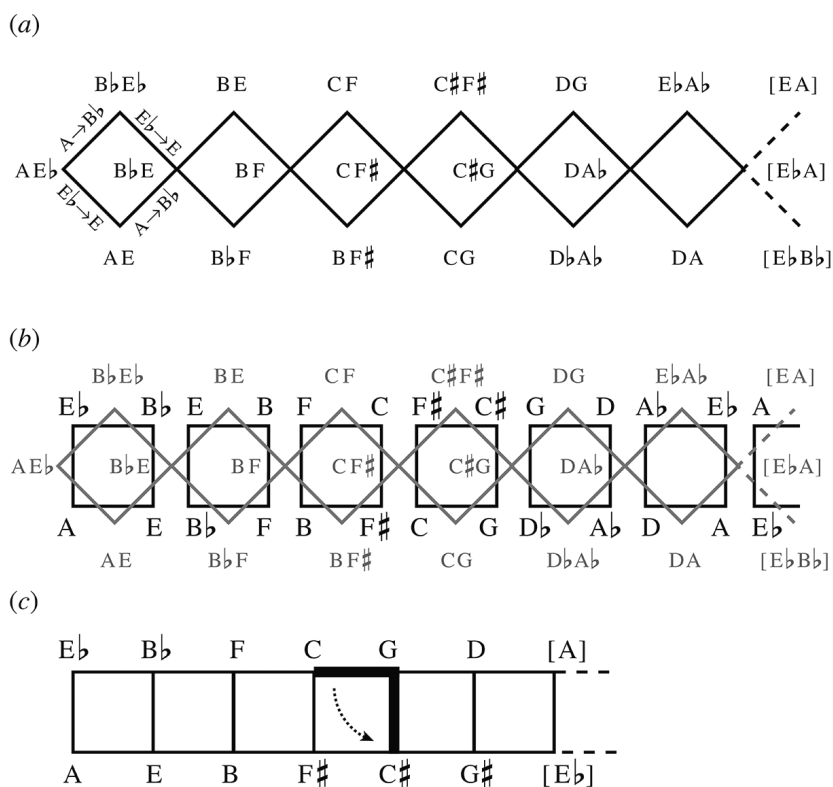 (a)
B♭E♭ BE CF C♯F♯ DG E♭A♭ [EA]
A→B♭ E♭→E
AE♭ B♭E BF CF♯ C♯G DA♭ [E♭A]
E♭→E A→B♭
AE B♭F BF♯ CG D♭A♭ DA [E♭B♭]
(b)
B♭E♭ BE CF C♯F♯ DG E♭A♭ [EA]
E♭ B♭ E B F C F♯ C♯ G D A♭ E♭ A
AE♭ B♭E BF CF♯ C♯G DA♭ [E♭A]
A E B♭ F B F♯ C G D♭ A♭ D A E♭
AE B♭F BF♯ CG D♭A♭ DA [E♭B♭]
(c)
E♭ B♭ F C G D [A]
A E B F♯ C♯ G♯ [E♭]